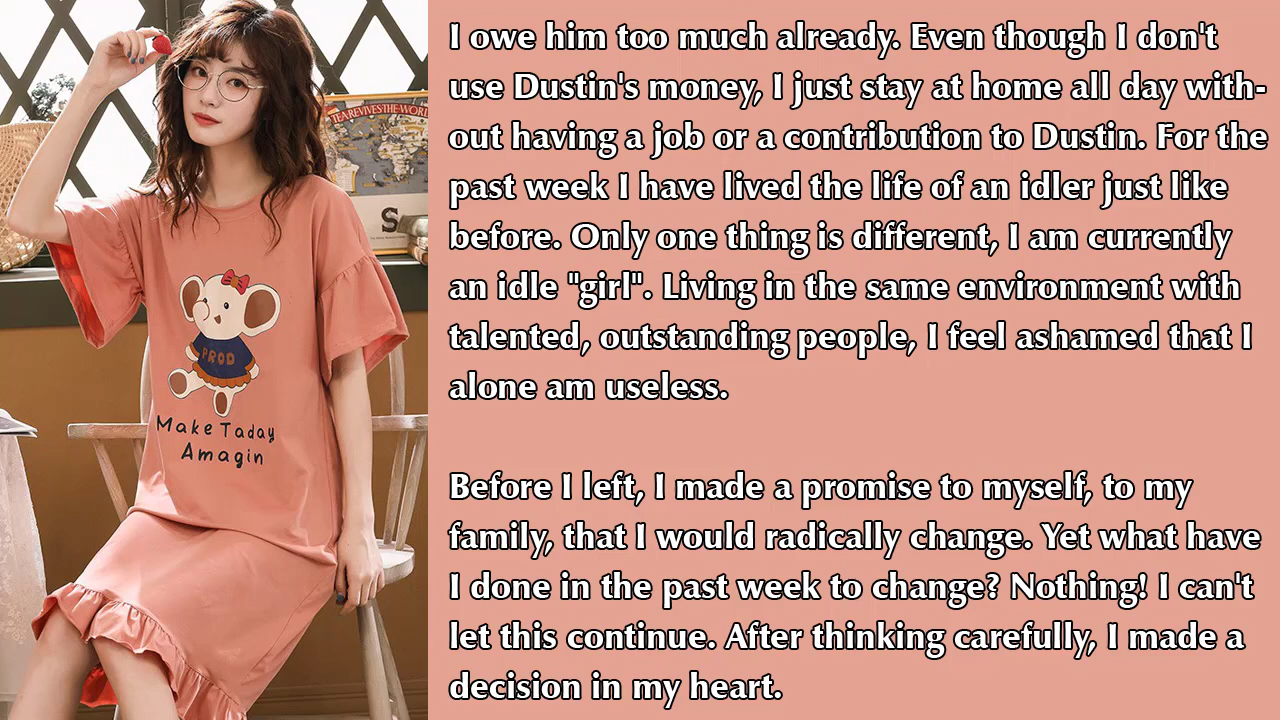 TEA REVIVES THE WORLD
S
PROD
Make Taday
Amagin
I owe him too much already. Even though I don't
use Dustin's money, I just stay at home all day with-
out having a job or a contribution to Dustin. For the
past week I have lived the life of an idler just like
before. Only one thing is different, I am currently
an idle "girl". Living in the same environment with
talented, outstanding people, I feel ashamed that I
alone am useless.
Before I left, I made a promise to myself, to my
family, that I would radically change. Yet what have
I done in the past week to change? Nothing! I can't
let this continue. After thinking carefully, I made a
decision in my heart.